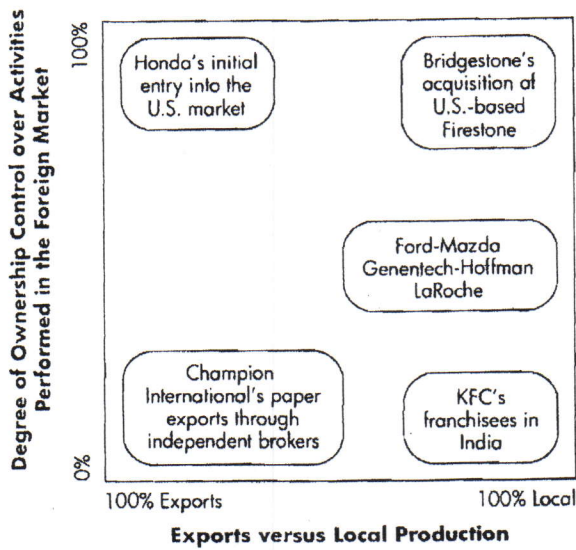 Degree of Ownership Control over Activities
Performed in the Foreign Market
100%
0%
Honda's initial
entry into the
U.S. market
Bridgestone's
acquisition of
U.S.-based
Firestone
Ford-Mazda
Genentech-Hoffman
LaRoche
Champion
International's paper
exports through
independent brokers
KFC's
franchisees in
India
100% Exports
100% Local
Exports versus Local Production